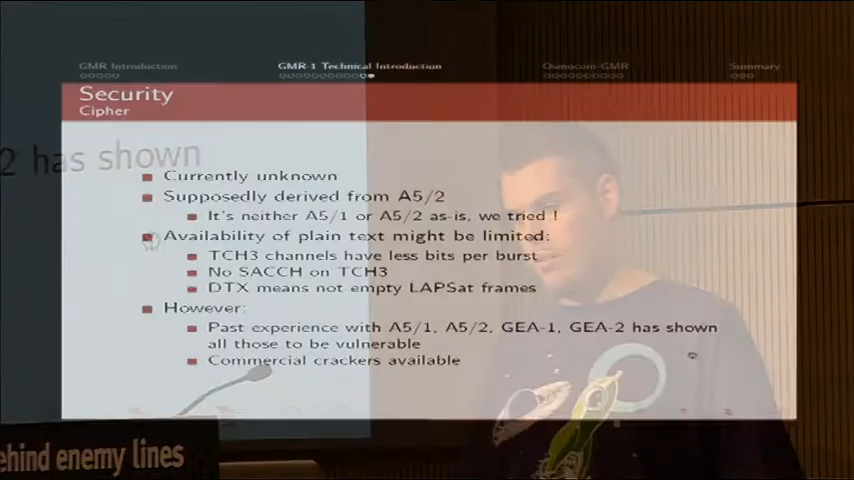 GMR Introduction
GMR-1 Technical Introduction
Osmocom-GMR
Summary
Security
Cipher
2 has shown
Currently unknown
Supposedly derived from A5/2
It's neither A5/1 or A5/2 as-is, we tried !
Availability of plain text might be limited:
TCH3 channels have less bits per burst
No SACCH on TCH3
DTX means not empty LAPSat frames
However:
Past experience with A5/1, A5/2, GEA-1, GEA-2 has shown
all those to be vulnerable
Commercial crackers available
behind enemy lines